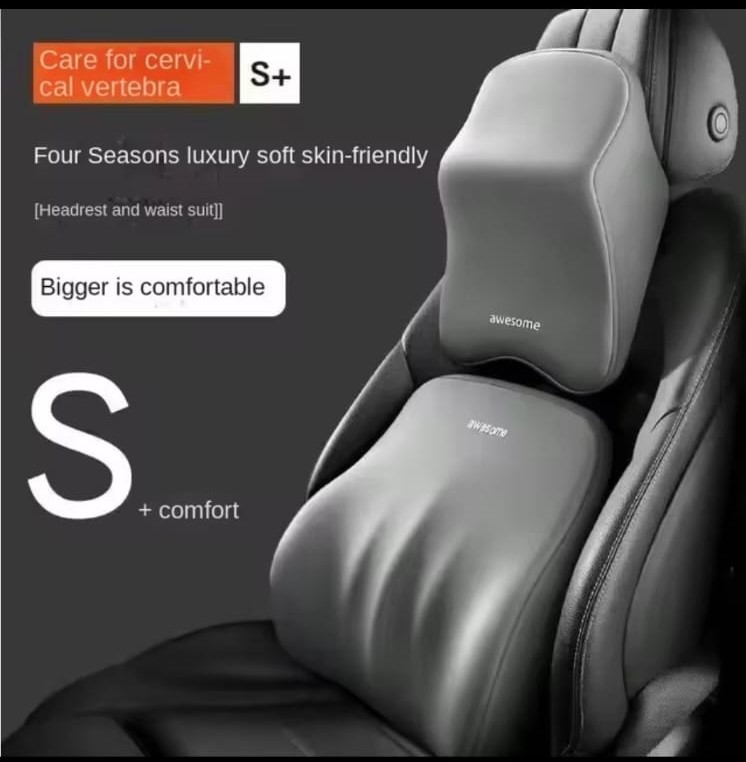 Care for cervi-
cal vertebra
S+
Four Seasons luxury soft skin-friendly
[Headrest and waist suit]]
Bigger is comfortable
S
+ comfort
awesome
awesome